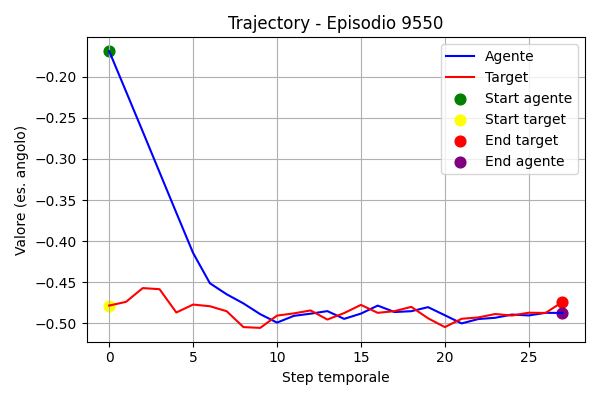 Trajectory - Episodio 9550
Agente
Target
Start agente
Start target
End target
End agente
Valore (es. angolo)
−0.20
−0.25
−0.30
−0.35
−0.40
−0.45
−0.50
0
5
10
15
20
25
Step temporale